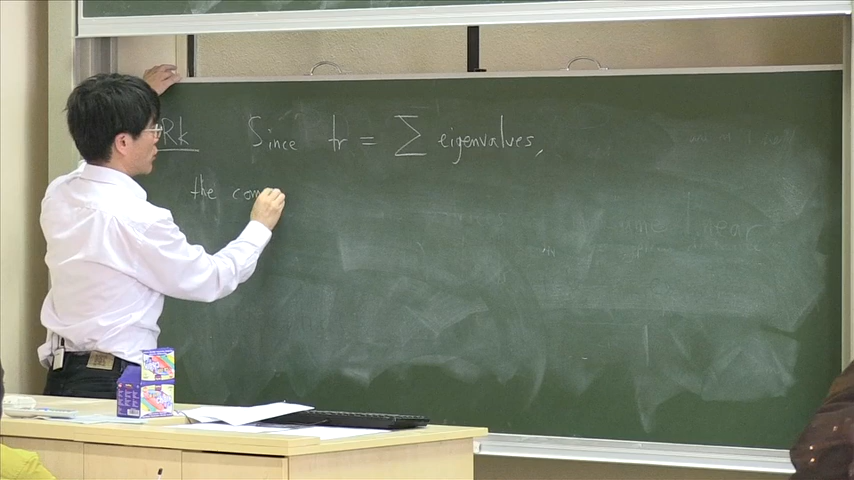 Rk Since tr = ∑ eigenvalues,
the com